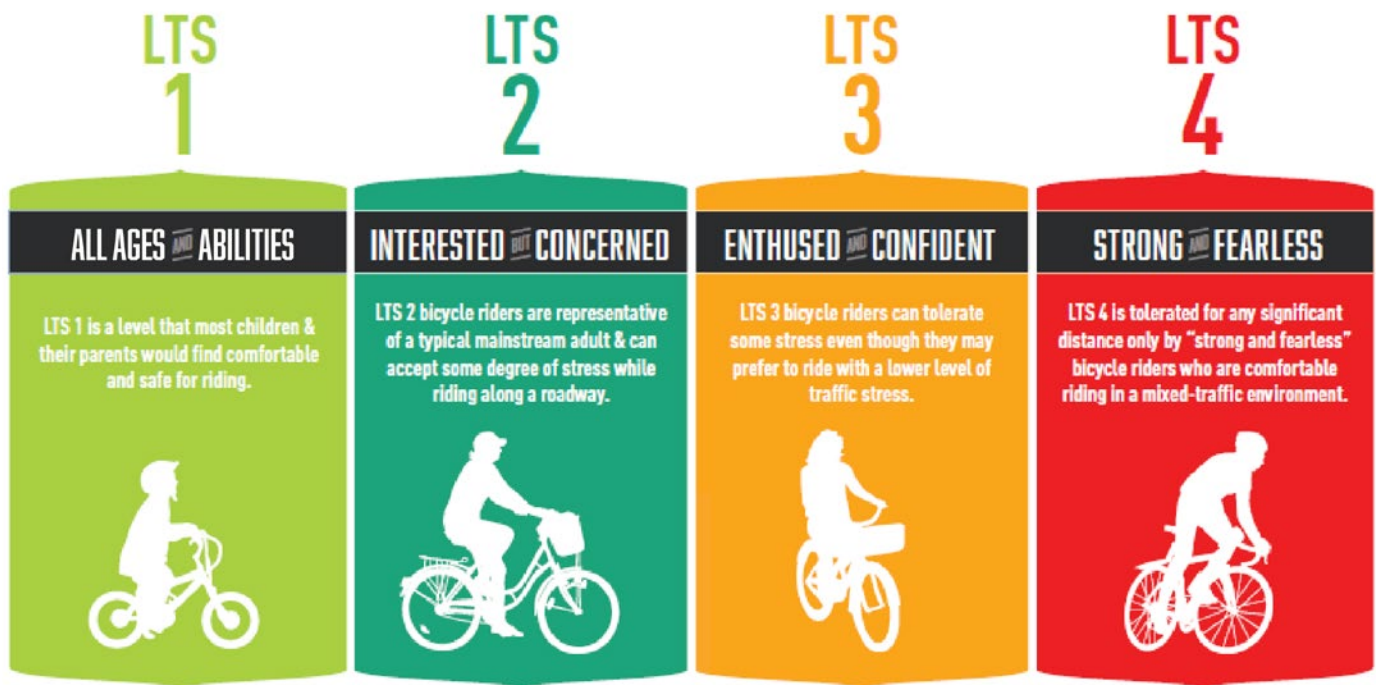 LTS
1
ALL AGES AND ABILITIES
LTS 1 is a level that most children &
their parents would find comfortable
and safe for riding.
LTS
2
INTERESTED BUT CONCERNED
LTS 2 bicycle riders are representative
of a typical mainstream adult & can
accept some degree of stress while
riding along a roadway.
LTS
3
ENTHUSED AND CONFIDENT
LTS 3 bicycle riders can tolerate
some stress even though they may
prefer to ride with a lower level of
traffic stress.
LTS
4
STRONG AND FEARLESS
LTS 4 is tolerated for any significant
distance only by “strong and fearless”
bicycle riders who are comfortable
riding in a mixed-traffic environment.